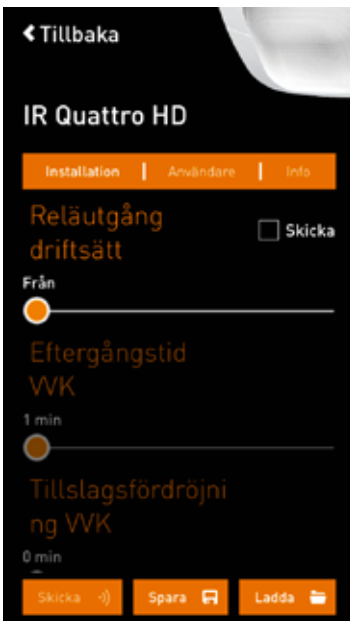 Tillbaka
IR Quattro HD
Installation | Användare | Info
Reläutgång
driftsätt
Skicka
Från
Eftergångstid
VVK
1 min
Tillslagsfördröjni
ng VVK
0 min
Skicka
Spara
Ladda